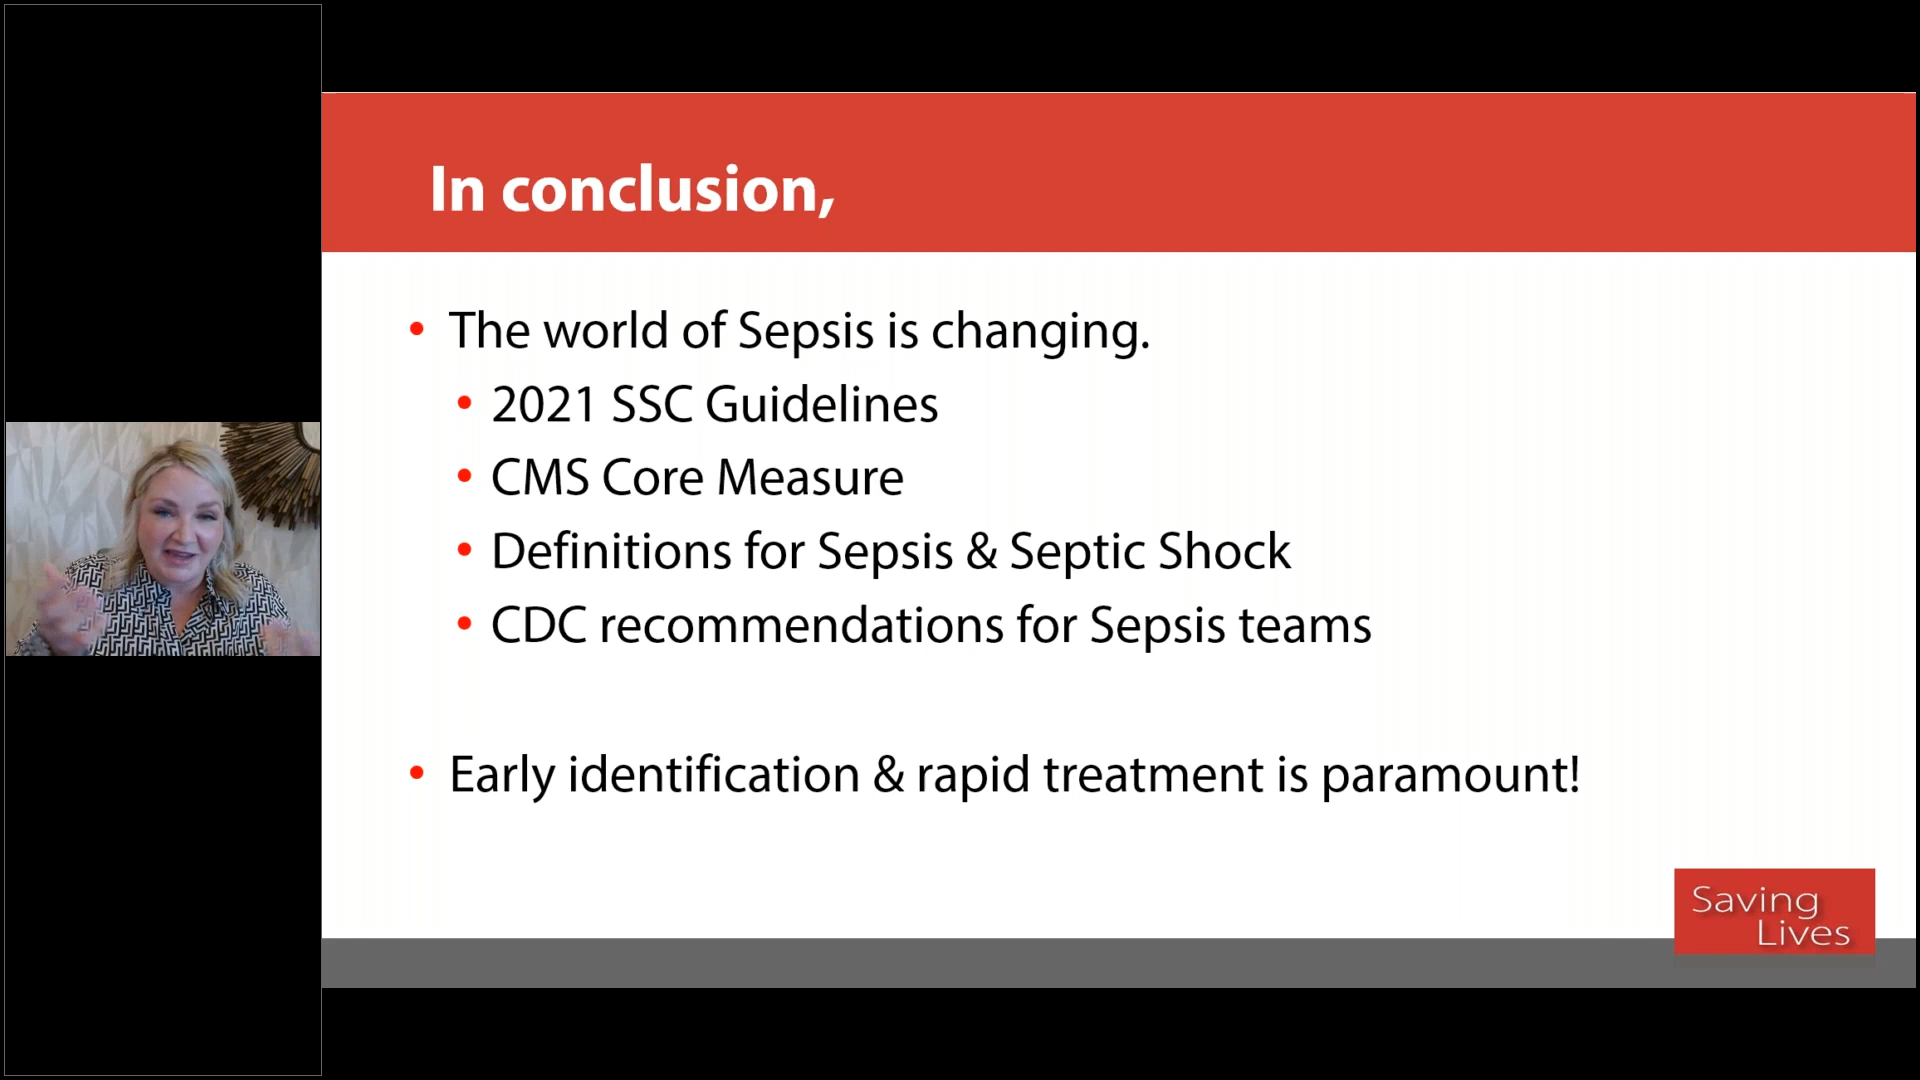 In conclusion,
• The world of Sepsis is changing.
• 2021 SSC Guidelines
• CMS Core Measure
• Definitions for Sepsis & Septic Shock
• CDC recommendations for Sepsis teams
• Early identification & rapid treatment is paramount!
Saving
Lives